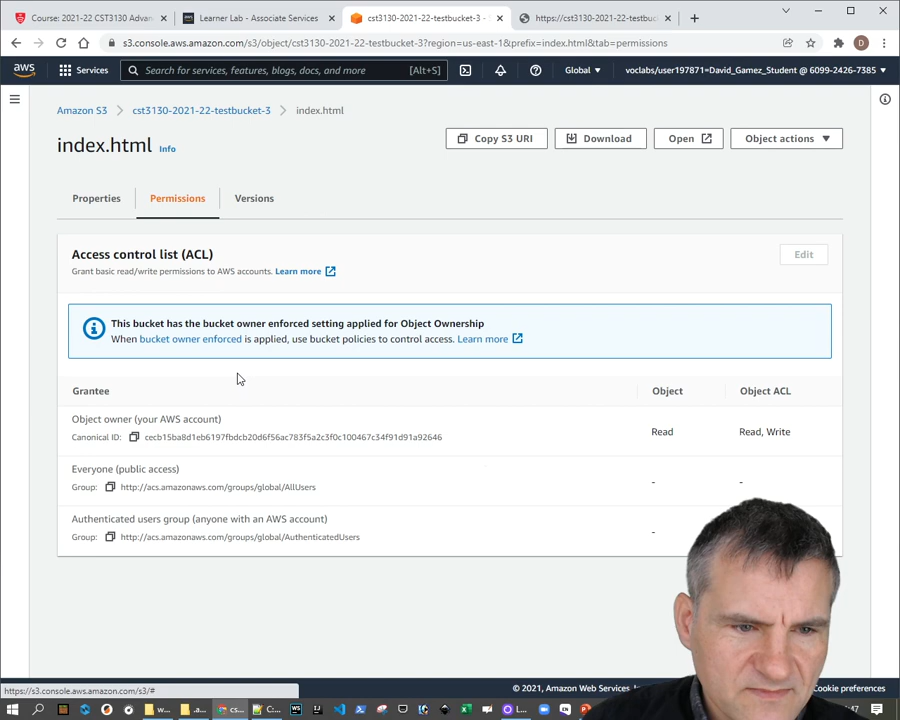 Course: 2021-22 CST3130 Advan
Learner Lab - Associate Services
cst3130-2021-22-testbucket-3 -
https://cst3130-2021-22-testbuck
s3.console.aws.amazon.com/s3/object/cst3130-2021-22-testbucket-3?region=us-east-1&prefix=index.html&tab=permissions
D
aws
Services
Search for services, features, blogs, docs, and more
[Alt+S]
Global
voclabs/user197871=David_Gamez_Student @ 6099-2426-7385
Amazon S3
cst3130-2021-22-testbucket-3
index.html
index.html
Info
Copy S3 URI
Download
Open
Object actions
Properties
Permissions
Versions
Access control list (ACL)
Edit
Grant basic read/write permissions to AWS accounts. Learn more
This bucket has the bucket owner enforced setting applied for Object Ownership
When bucket owner enforced is applied, use bucket policies to control access. Learn more
Grantee
Object
Object ACL
Object owner (your AWS account)
Canonical ID: cecb15ba8d1eb6197fbdcb20d6f56ac783f5a2c3f0c100467c34f91d91a92646
Read
Read, Write
Everyone (public access)
Group: http://acs.amazonaws.com/groups/global/AllUsers
-
-
Authenticated users group (anyone with an AWS account)
Group: http://acs.amazonaws.com/groups/global/AuthenticatedUsers
-
https://s3.console.aws.amazon.com/s3/#
© 2021, Amazon Web Services,
Cookie preferences